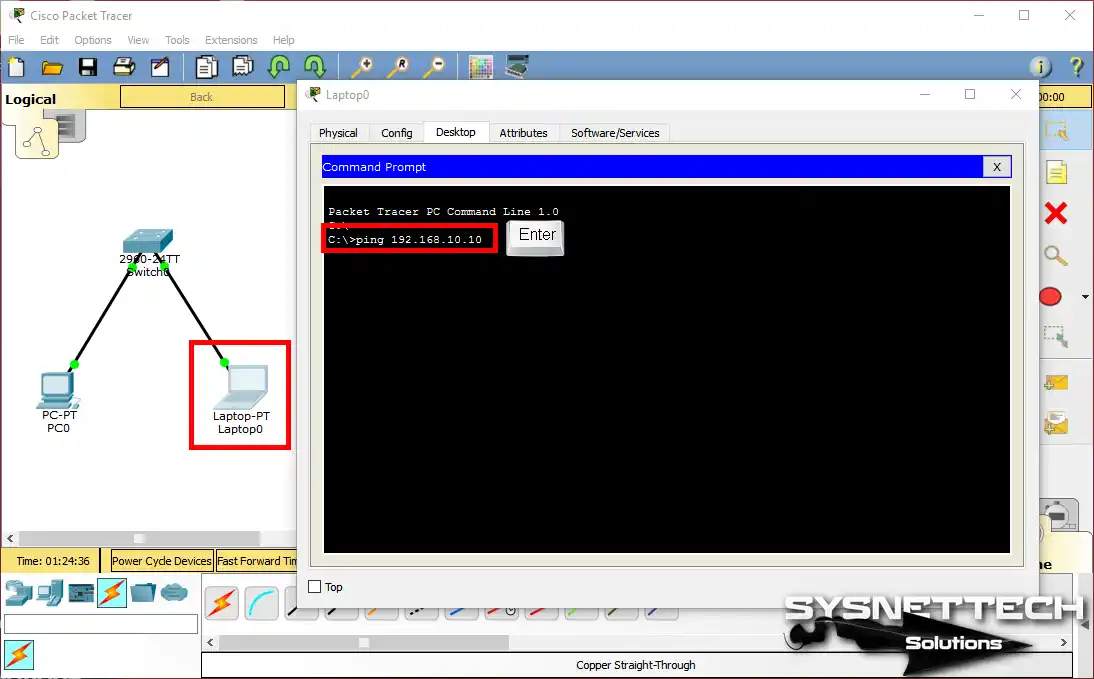 Cisco Packet Tracer
File Edit Options View Tools Extensions Help
R
i ?
Logical
Back
00:00
Laptop0
Physical Config Desktop Attributes Software/Services
Command Prompt
X
Packet Tracer PC Command Line 1.0
C:\>ping 192.168.10.10
Enter
2960-24TT
Switch0
PC-PT
PC0
Laptop-PT
Laptop0
Time: 01:24:36
Power Cycle Devices
Fast Forward Tim
Top
SYSNETTECH
Solutions
Copper Straight-Through